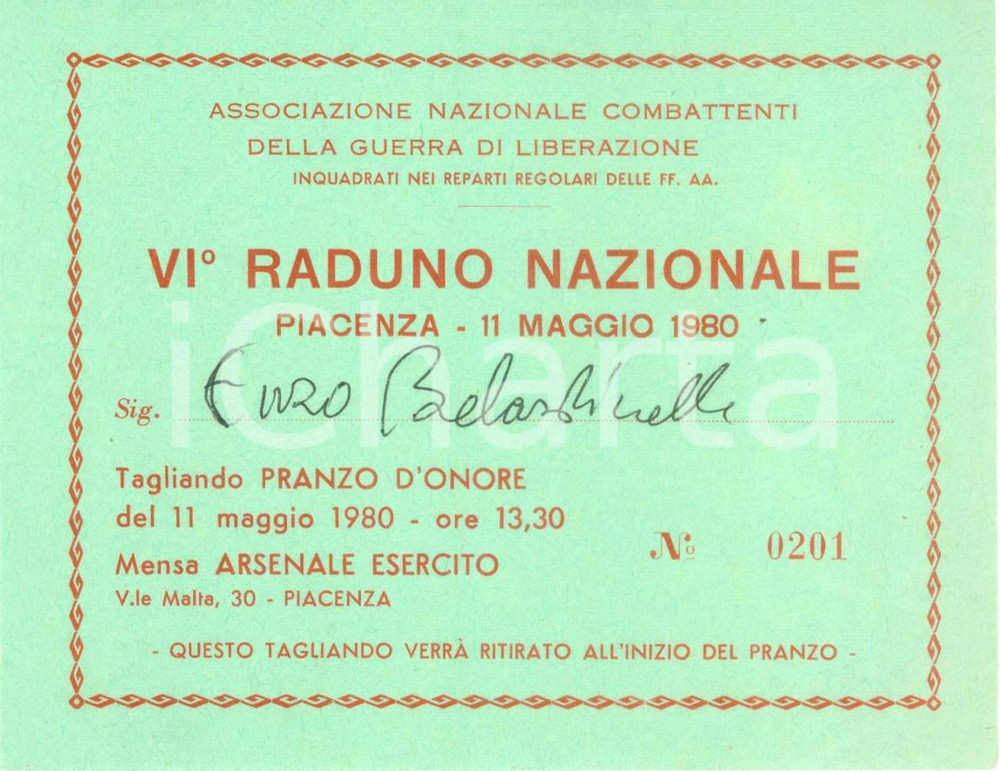 ASSOCIAZIONE NAZIONALE COMBATTENTI
DELLA GUERRA DI LIBERAZIONE
INQUADRATI NEI REPARTI REGOLARI DELLE FF. AA.
VI° RADUNO NAZIONALE
PIACENZA - 11 MAGGIO 1980
iCharta
Sig. Enzo
Tagliando PRANZO D'ONORE
del 11 maggio 1980 - ore 13,30
Mensa ARSENALE ESERCITO
Nº 0201
V.le Malta, 30 - PIACENZA
- QUESTO TAGLIANDO VERRÀ RITIRATO ALL'INIZIO DEL PRANZO -